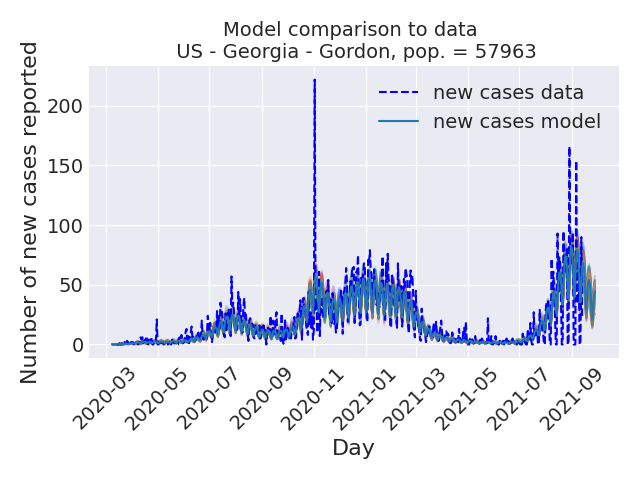 Model comparison to data
US - Georgia - Gordon, pop. = 57963
Number of new cases reported
200
150
100
50
0
new cases data
new cases model
2020-03
2020-05
2020-07
2020-09
2020-11
2021-01
2021-03
2021-05
2021-07
2021-09
Day